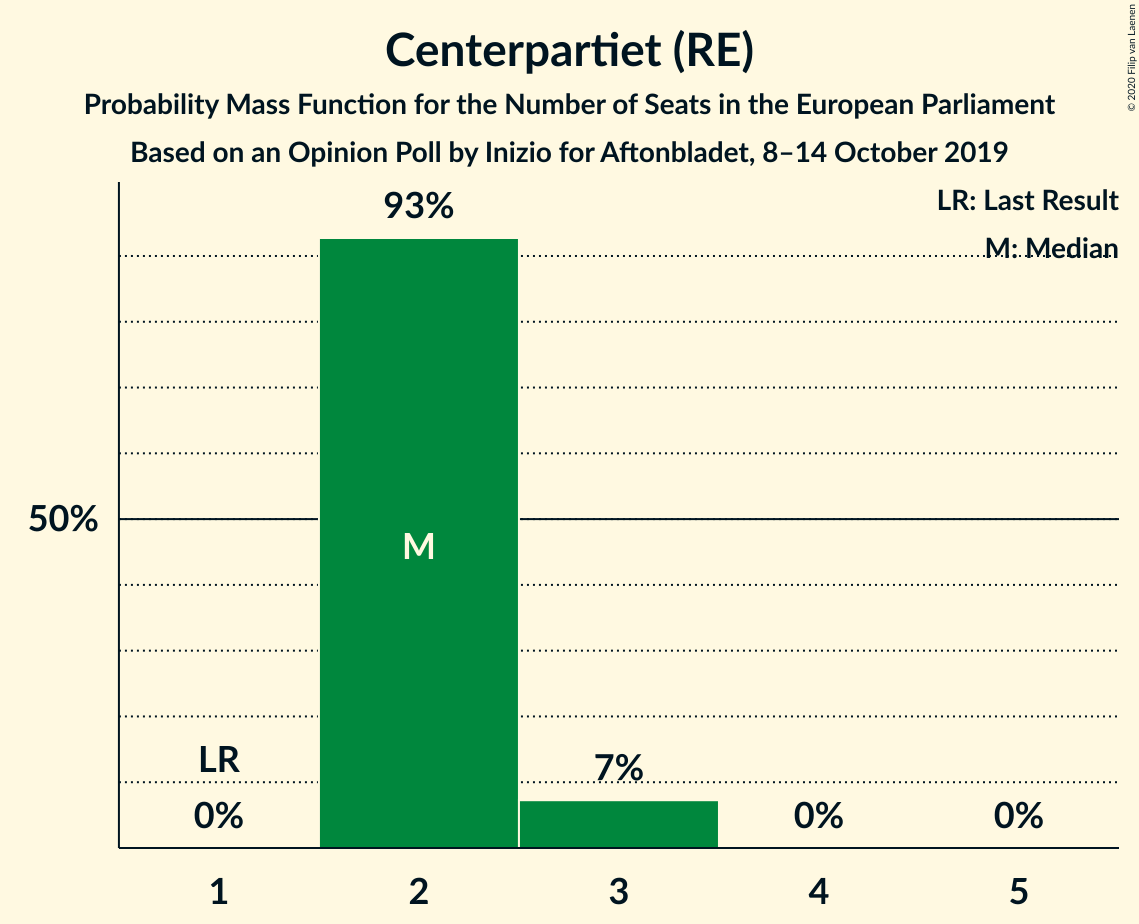 Centerpartiet (RE)
Probability Mass Function for the Number of Seats in the European Parliament
Based on an Opinion Poll by Inizio for Aftonbladet, 8–14 October 2019
© 2020 Filip van Laenen
LR: Last Result
M: Median
93%
50%
M
LR
0%
7%
0%
0%
1
2
3
4
5